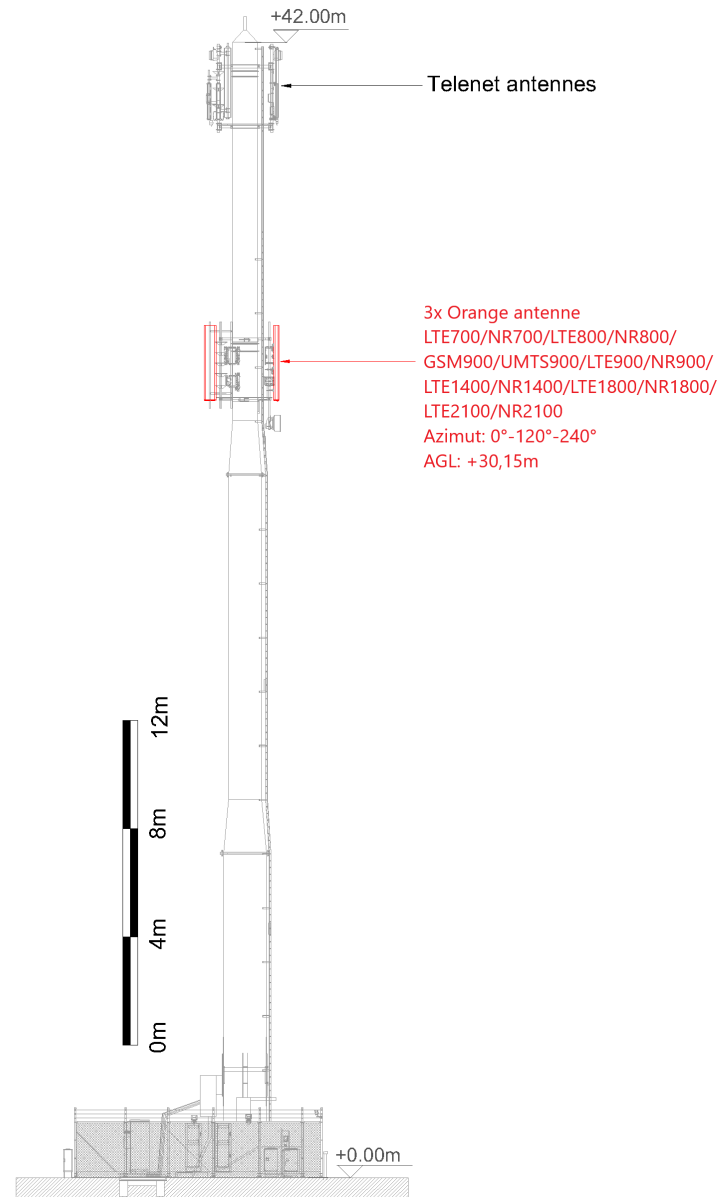 +42.00m
Telenet antennes
3x Orange antenne
LTE700/NR700/LTE800/NR800/
GSM900/UMTS900/LTE900/NR900/
LTE1400/NR1400/LTE1800/NR1800/
LTE2100/NR2100
Azimut: 0°-120°-240°
AGL: +30,15m
12m
8m
4m
0m
+0.00m